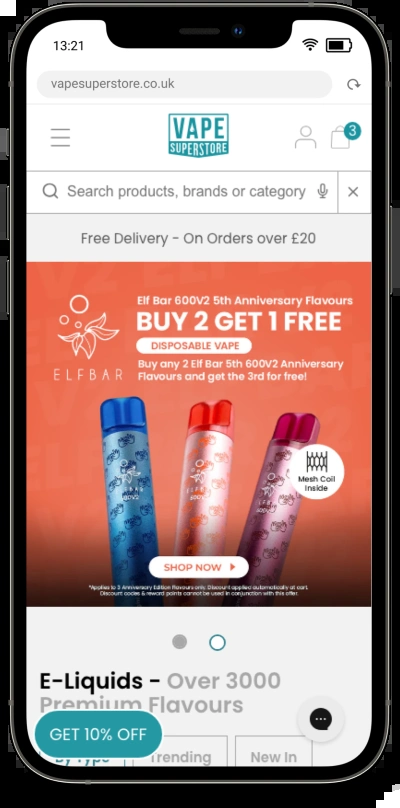 13:21
vapesuperstore.co.uk
VAPE
SUPERSTORE
3
Search products, brands or category
Free Delivery - On Orders over £20
Elf Bar 600V2 5th Anniversary Flavours
BUY 2 GET 1 FREE
DISPOSABLE VAPE
Buy any 2 Elf Bar 5th 600V2 Anniversary
Flavours and get the 3rd for free!
ELFBAR
Mesh Coil
Inside
SHOP NOW
*Applies to 5 Anniversary Edition Flavours only. Discount applied automatically at cart.
Discount codes & reward points cannot be used in conjunction with this offer.
E-Liquids - Over 3000
Premium Flavours
GET 10% OFF
By Type
Trending
New In